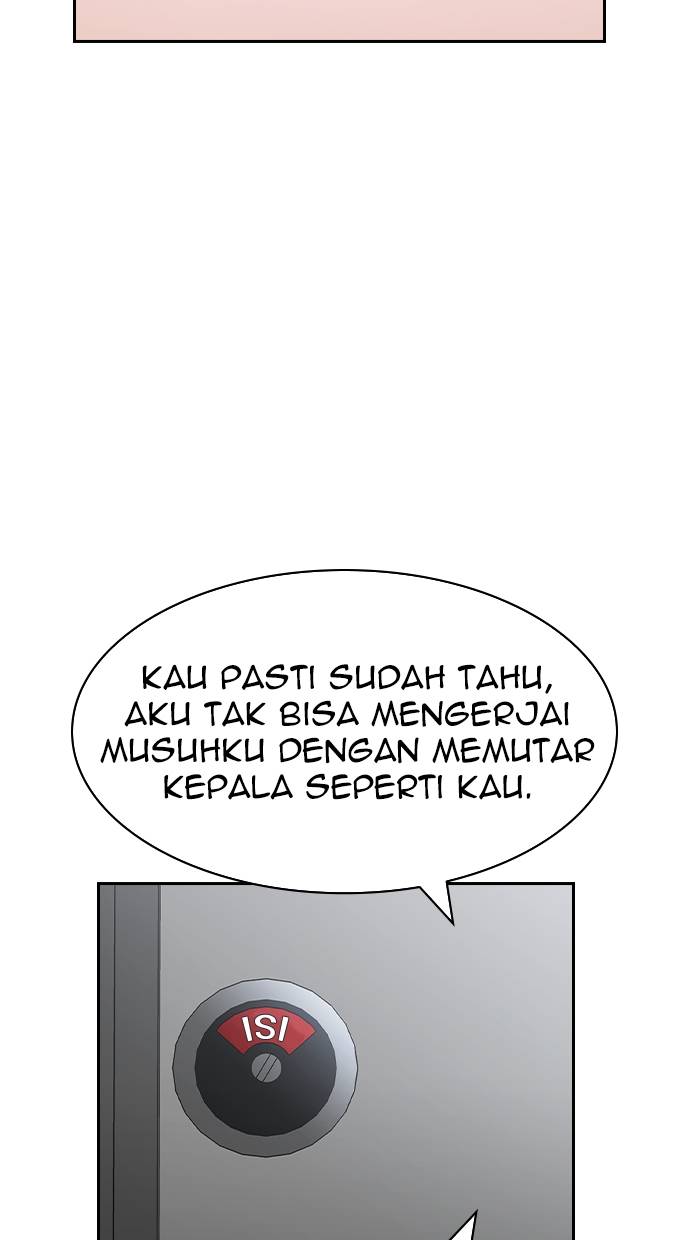 KAU PASTI SUDAH TAHU,
AKU TAK BISA MENGERJAI
MUSUHKU DENGAN MEMUTAR
KEPALA SEPERTI KAU.
ISI